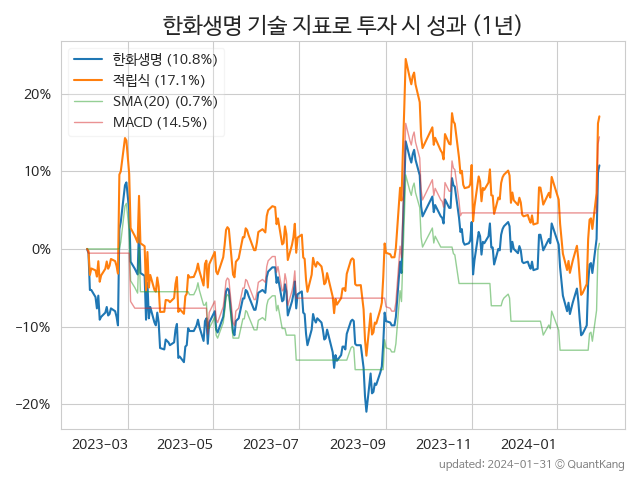 한화생명 기술 지표로 투자 시 성과 (1년)
한화생명 (10.8%)
적립식 (17.1%)
SMA(20) (0.7%)
MACD (14.5%)
20%
10%
0%
−10%
−20%
2023-03 2023-05 2023-07 2023-09 2023-11 2024-01
updated: 2024-01-31 © QuantKang